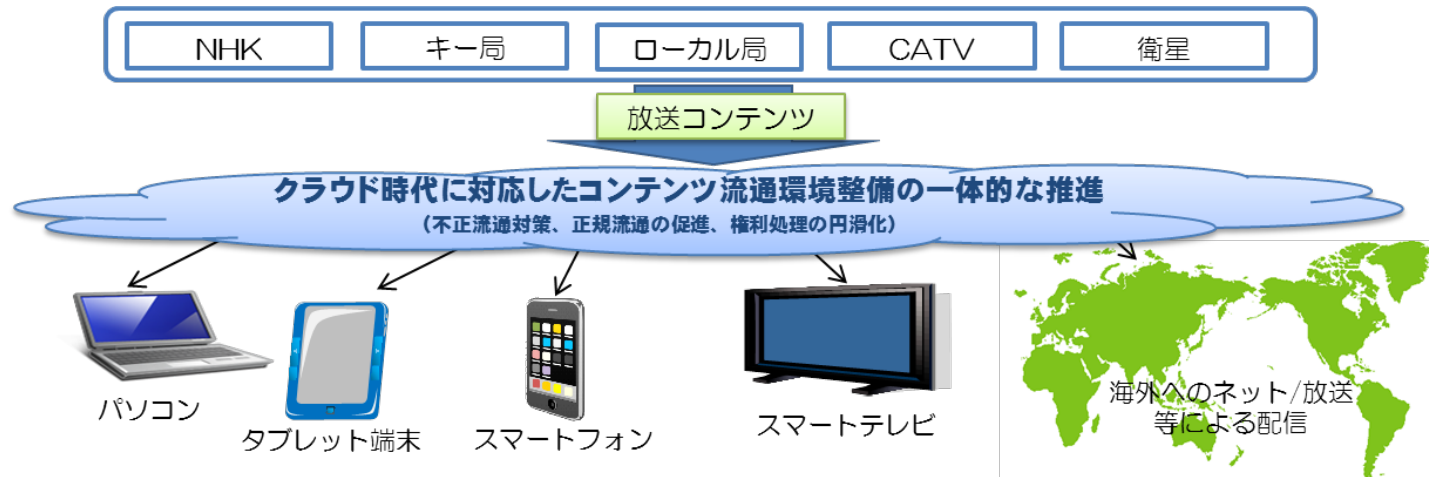 NHK
キー局
ローカル局
CATV
衛星
放送コンテンツ
クラウド時代に対応したコンテンツ流通環境整備の一体的な推進
（不正流通対策、正規流通の促進、権利処理の円滑化）
パソコン
タブレット端末
スマートフォン
スマートテレビ
海外へのネット/放送
等による配信